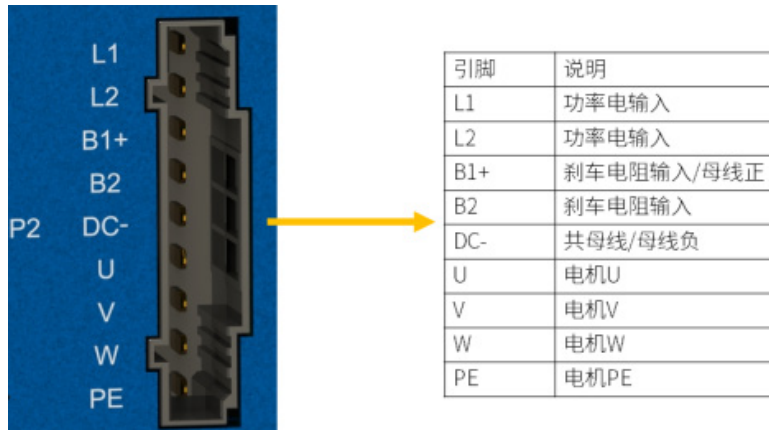 L1
L2
B1+
B2
P2 DC-
U
V
W
PE
引脚 说明
L1 功率电输入
L2 功率电输入
B1+ 刹车电阻输入/母线正
B2 刹车电阻输入
DC- 共母线/母线负
U 电机U
V 电机V
W 电机W
PE 电机PE